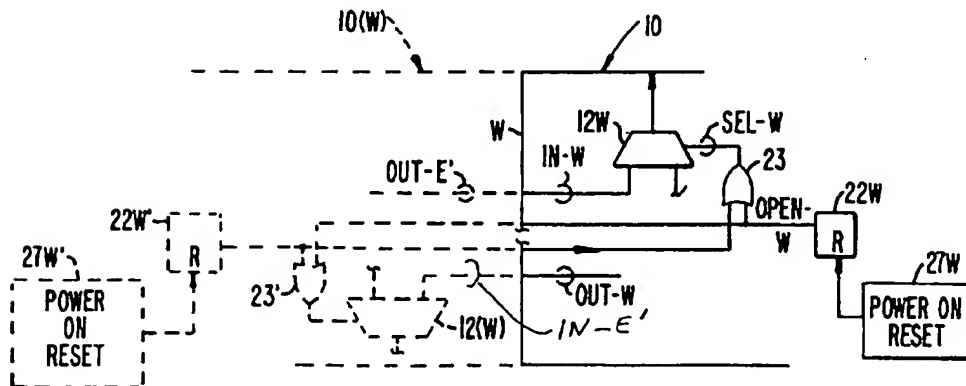 10(W)
10
12W
SEL-W
W
IN-W
23
OUT-E'
22W'
OPEN-
W
22W
R
R
27W'
23'
OUT-W
27W
POWER
ON
RESET
12(W)
IN-E'
POWER ON
RESET